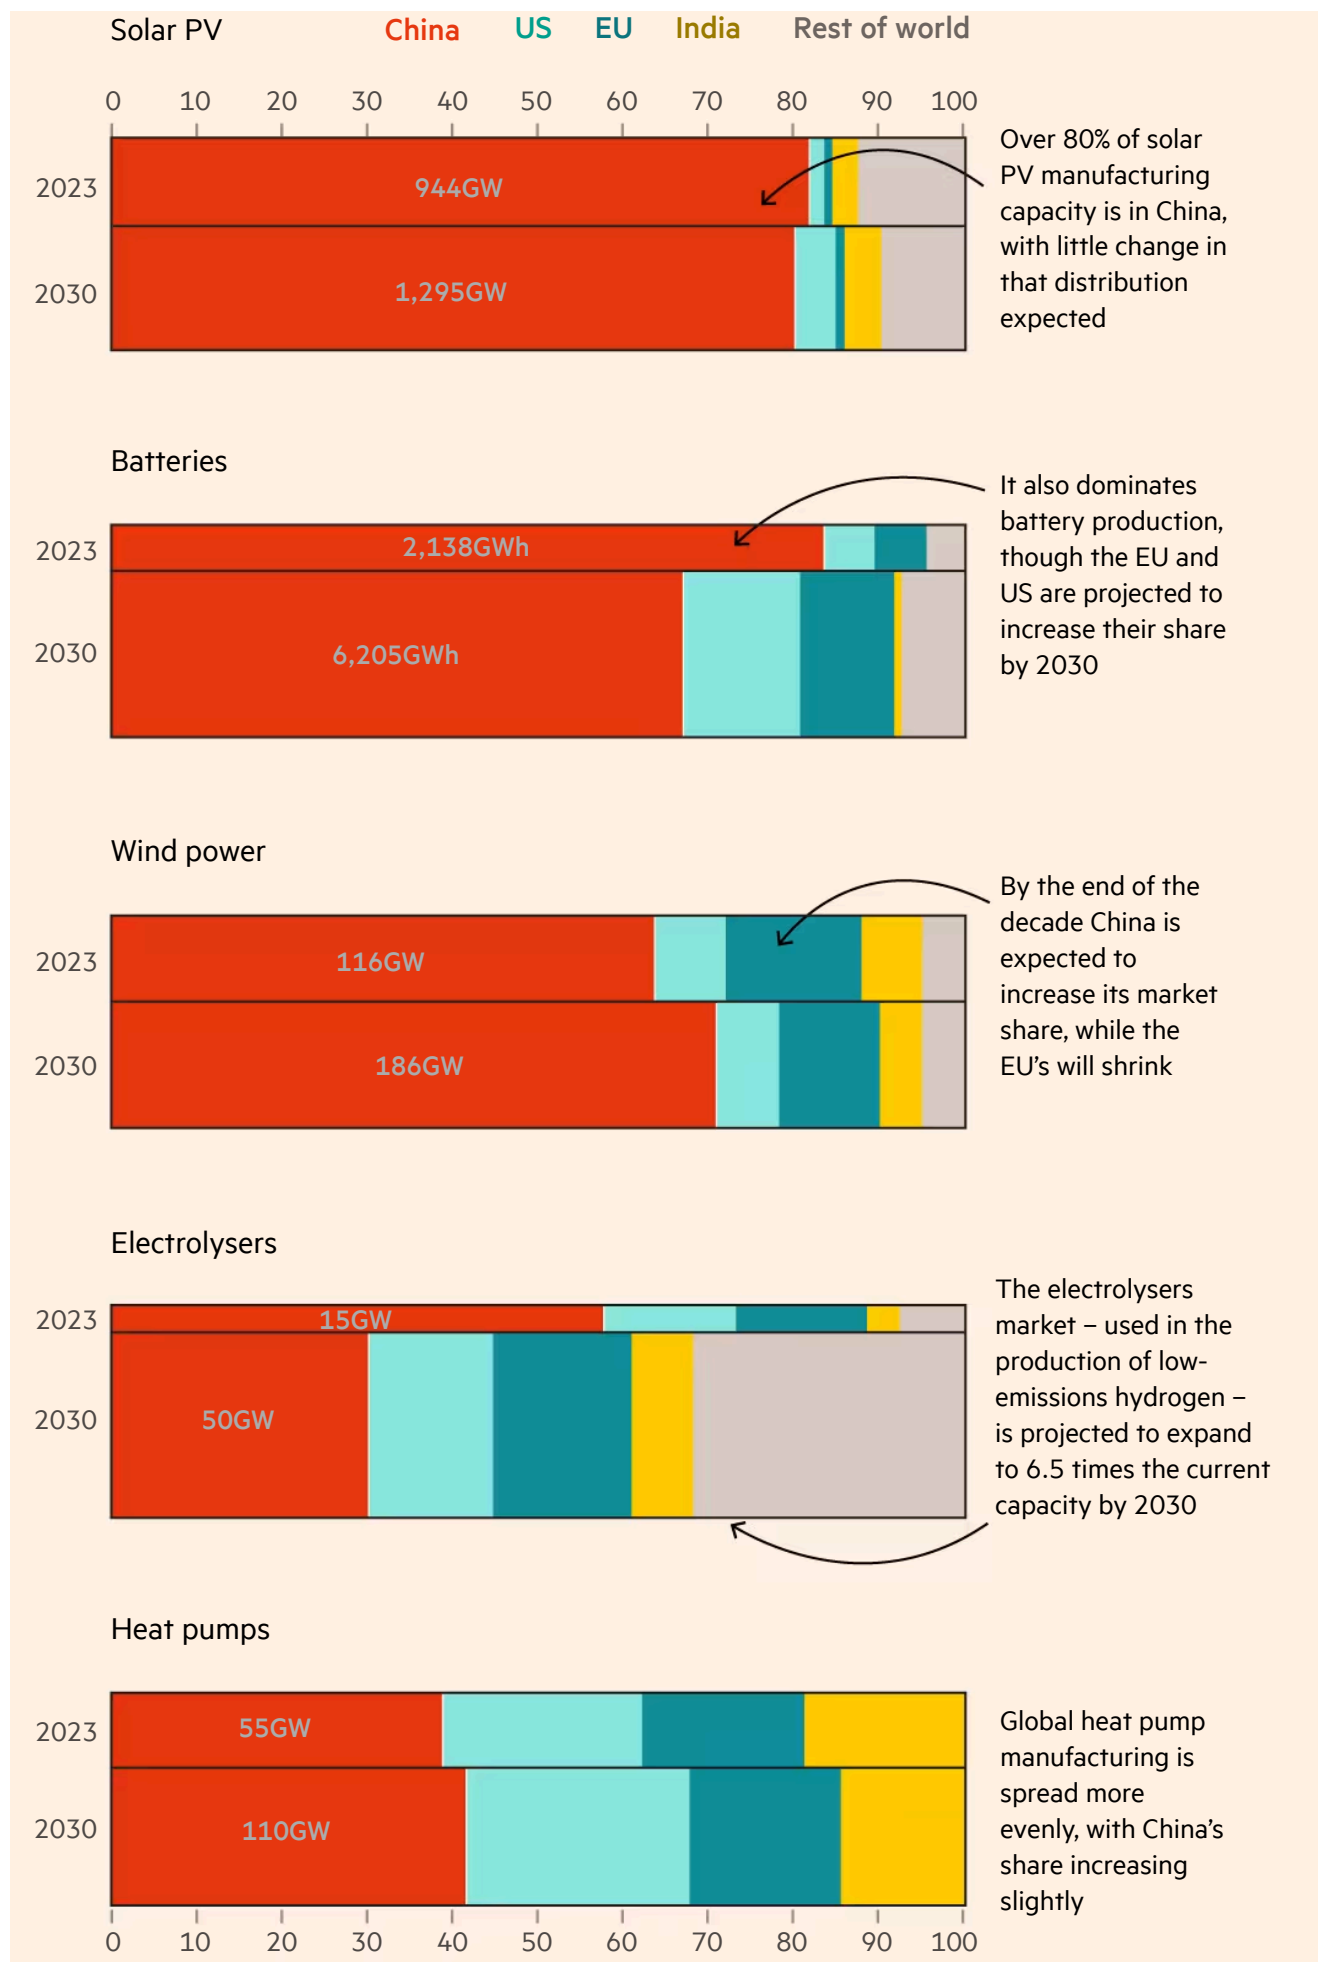 Solar PV China US EU India Rest of world
0 10 20 30 40 50 60 70 80 90 100
2023 944GW
2030 1,295GW
Over 80% of solar
PV manufacturing
capacity is in China,
with little change in
that distribution
expected
Batteries
2023 2,138GWh
2030 6,205GWh
It also dominates
battery production,
though the EU and
US are projected to
increase their share
by 2030
Wind power
2023 116GW
2030 186GW
By the end of the
decade China is
expected to
increase its market
share, while the
EU’s will shrink
Electrolysers
2023 15GW
2030 50GW
The electrolysers
market – used in the
production of low-
emissions hydrogen –
is projected to expand
to 6.5 times the current
capacity by 2030
Heat pumps
2023 55GW
2030 110GW
Global heat pump
manufacturing is
spread more
evenly, with China’s
share increasing
slightly
0 10 20 30 40 50 60 70 80 90 100